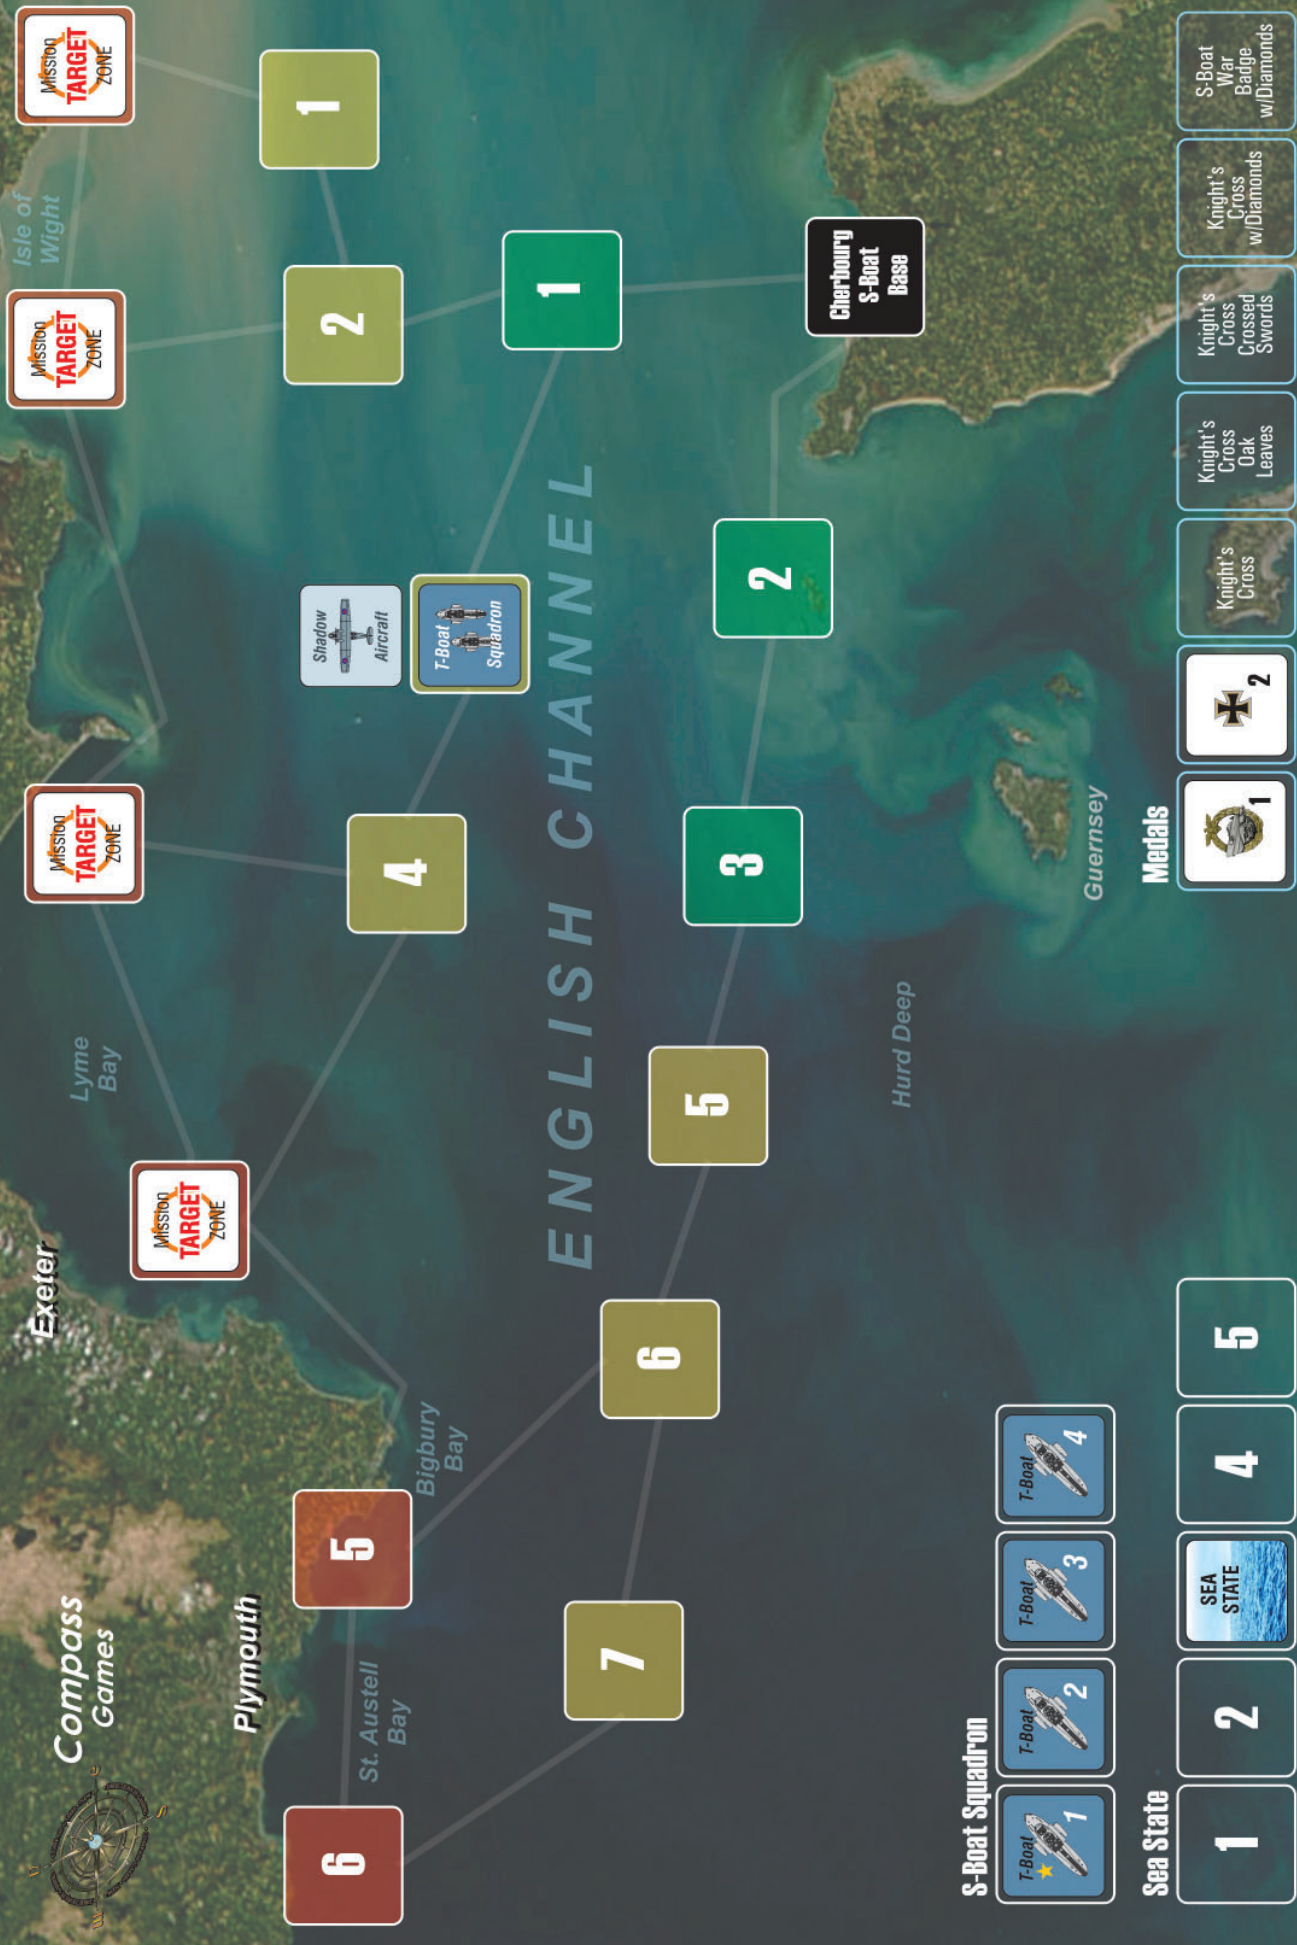 Compass
Games
Exeter
Plymouth
Lyme
Bay
Isle of
Wight
Mission
TARGET
ZONE
Mission
TARGET
ZONE
Mission
TARGET
ZONE
Mission
TARGET
ZONE
6
5
St. Austell
Bay
Bigbury
Bay
4
Shadow
Aircraft
T-Boat
Squadron
2
1
ENGLISH CHANNEL
1
7
6
5
3
2
Cherbourg
S-Boat
Base
Hurd Deep
Guernsey
S-Boat Squadron
T-Boat
1
T-Boat
2
T-Boat
3
T-Boat
4
Sea State
1
2
SEA
STATE
4
5
Medals
1
2
Knight's
Cross
Knight's
Cross
Oak
Leaves
Knight's
Cross
Crossed
Swords
Knight's
Cross
w/Diamonds
S-Boat
War
Badge
w/Diamonds